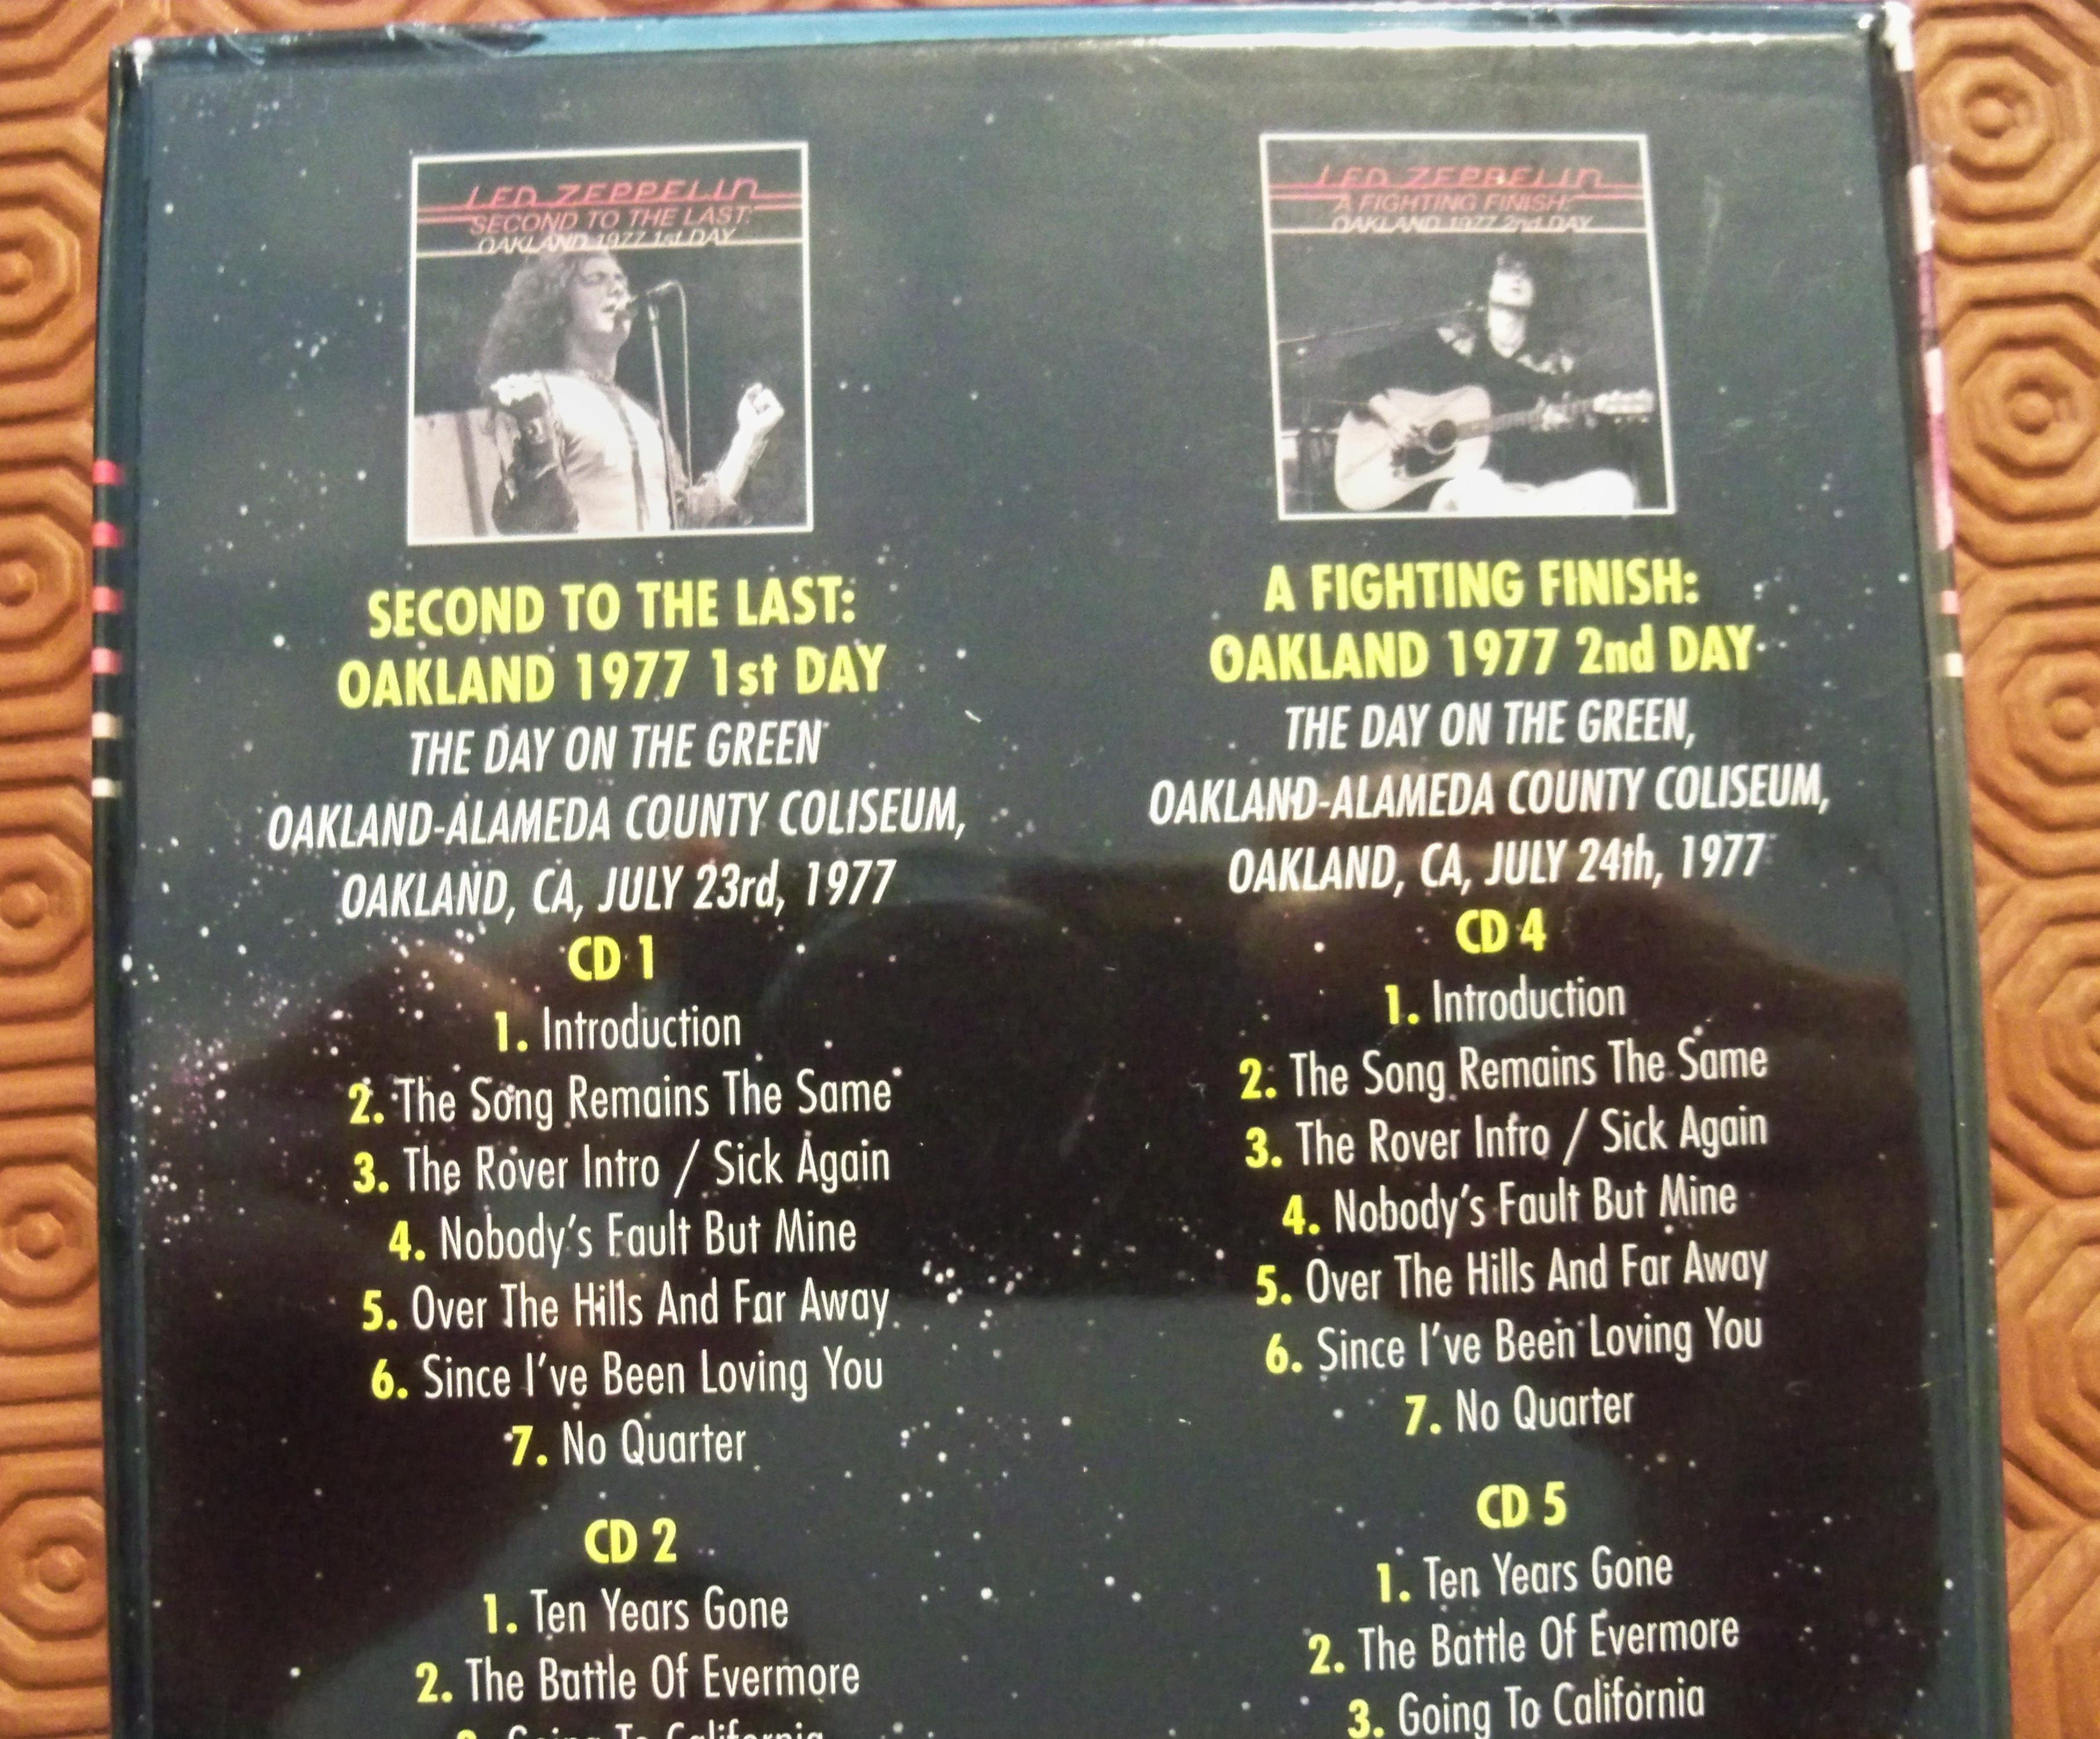 LED ZEPPELIN
SECOND TO THE LAST:
OAKLAND 1977 1st DAY
SECOND TO THE LAST:
OAKLAND 1977 1st DAY
THE DAY ON THE GREEN
OAKLAND-ALAMEDA COUNTY COLISEUM,
OAKLAND, CA, JULY 23rd, 1977
CD 1
1. Introduction
2. The Song Remains The Same
3. The Rover Intro / Sick Again
4. Nobody's Fault But Mine
5. Over The Hills And Far Away
6. Since I've Been Loving You
7. No Quarter
CD 2
1. Ten Years Gone
2. The Battle Of Evermore
3. Going To California
LED ZEPPELIN
A FIGHTING FINISH:
OAKLAND 1977 2nd DAY
A FIGHTING FINISH:
OAKLAND 1977 2nd DAY
THE DAY ON THE GREEN,
OAKLAND-ALAMEDA COUNTY COLISEUM,
OAKLAND, CA, JULY 24th, 1977
CD 4
1. Introduction
2. The Song Remains The Same
3. The Rover Intro / Sick Again
4. Nobody's Fault But Mine
5. Over The Hills And Far Away
6. Since I've Been Loving You
7. No Quarter
CD 5
1. Ten Years Gone
2. The Battle Of Evermore
3. Going To California